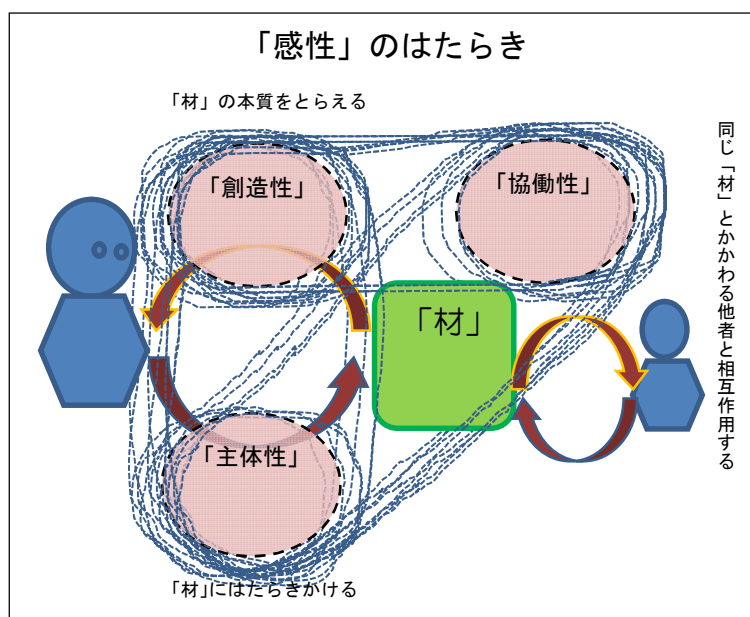 「感性」のはたらき
「材」の本質をとらえる
「創造性」
「協働性」
「材」
「主体性」
「材」にはたらきかける
同じ「材」とかかわる他者と相互作用する